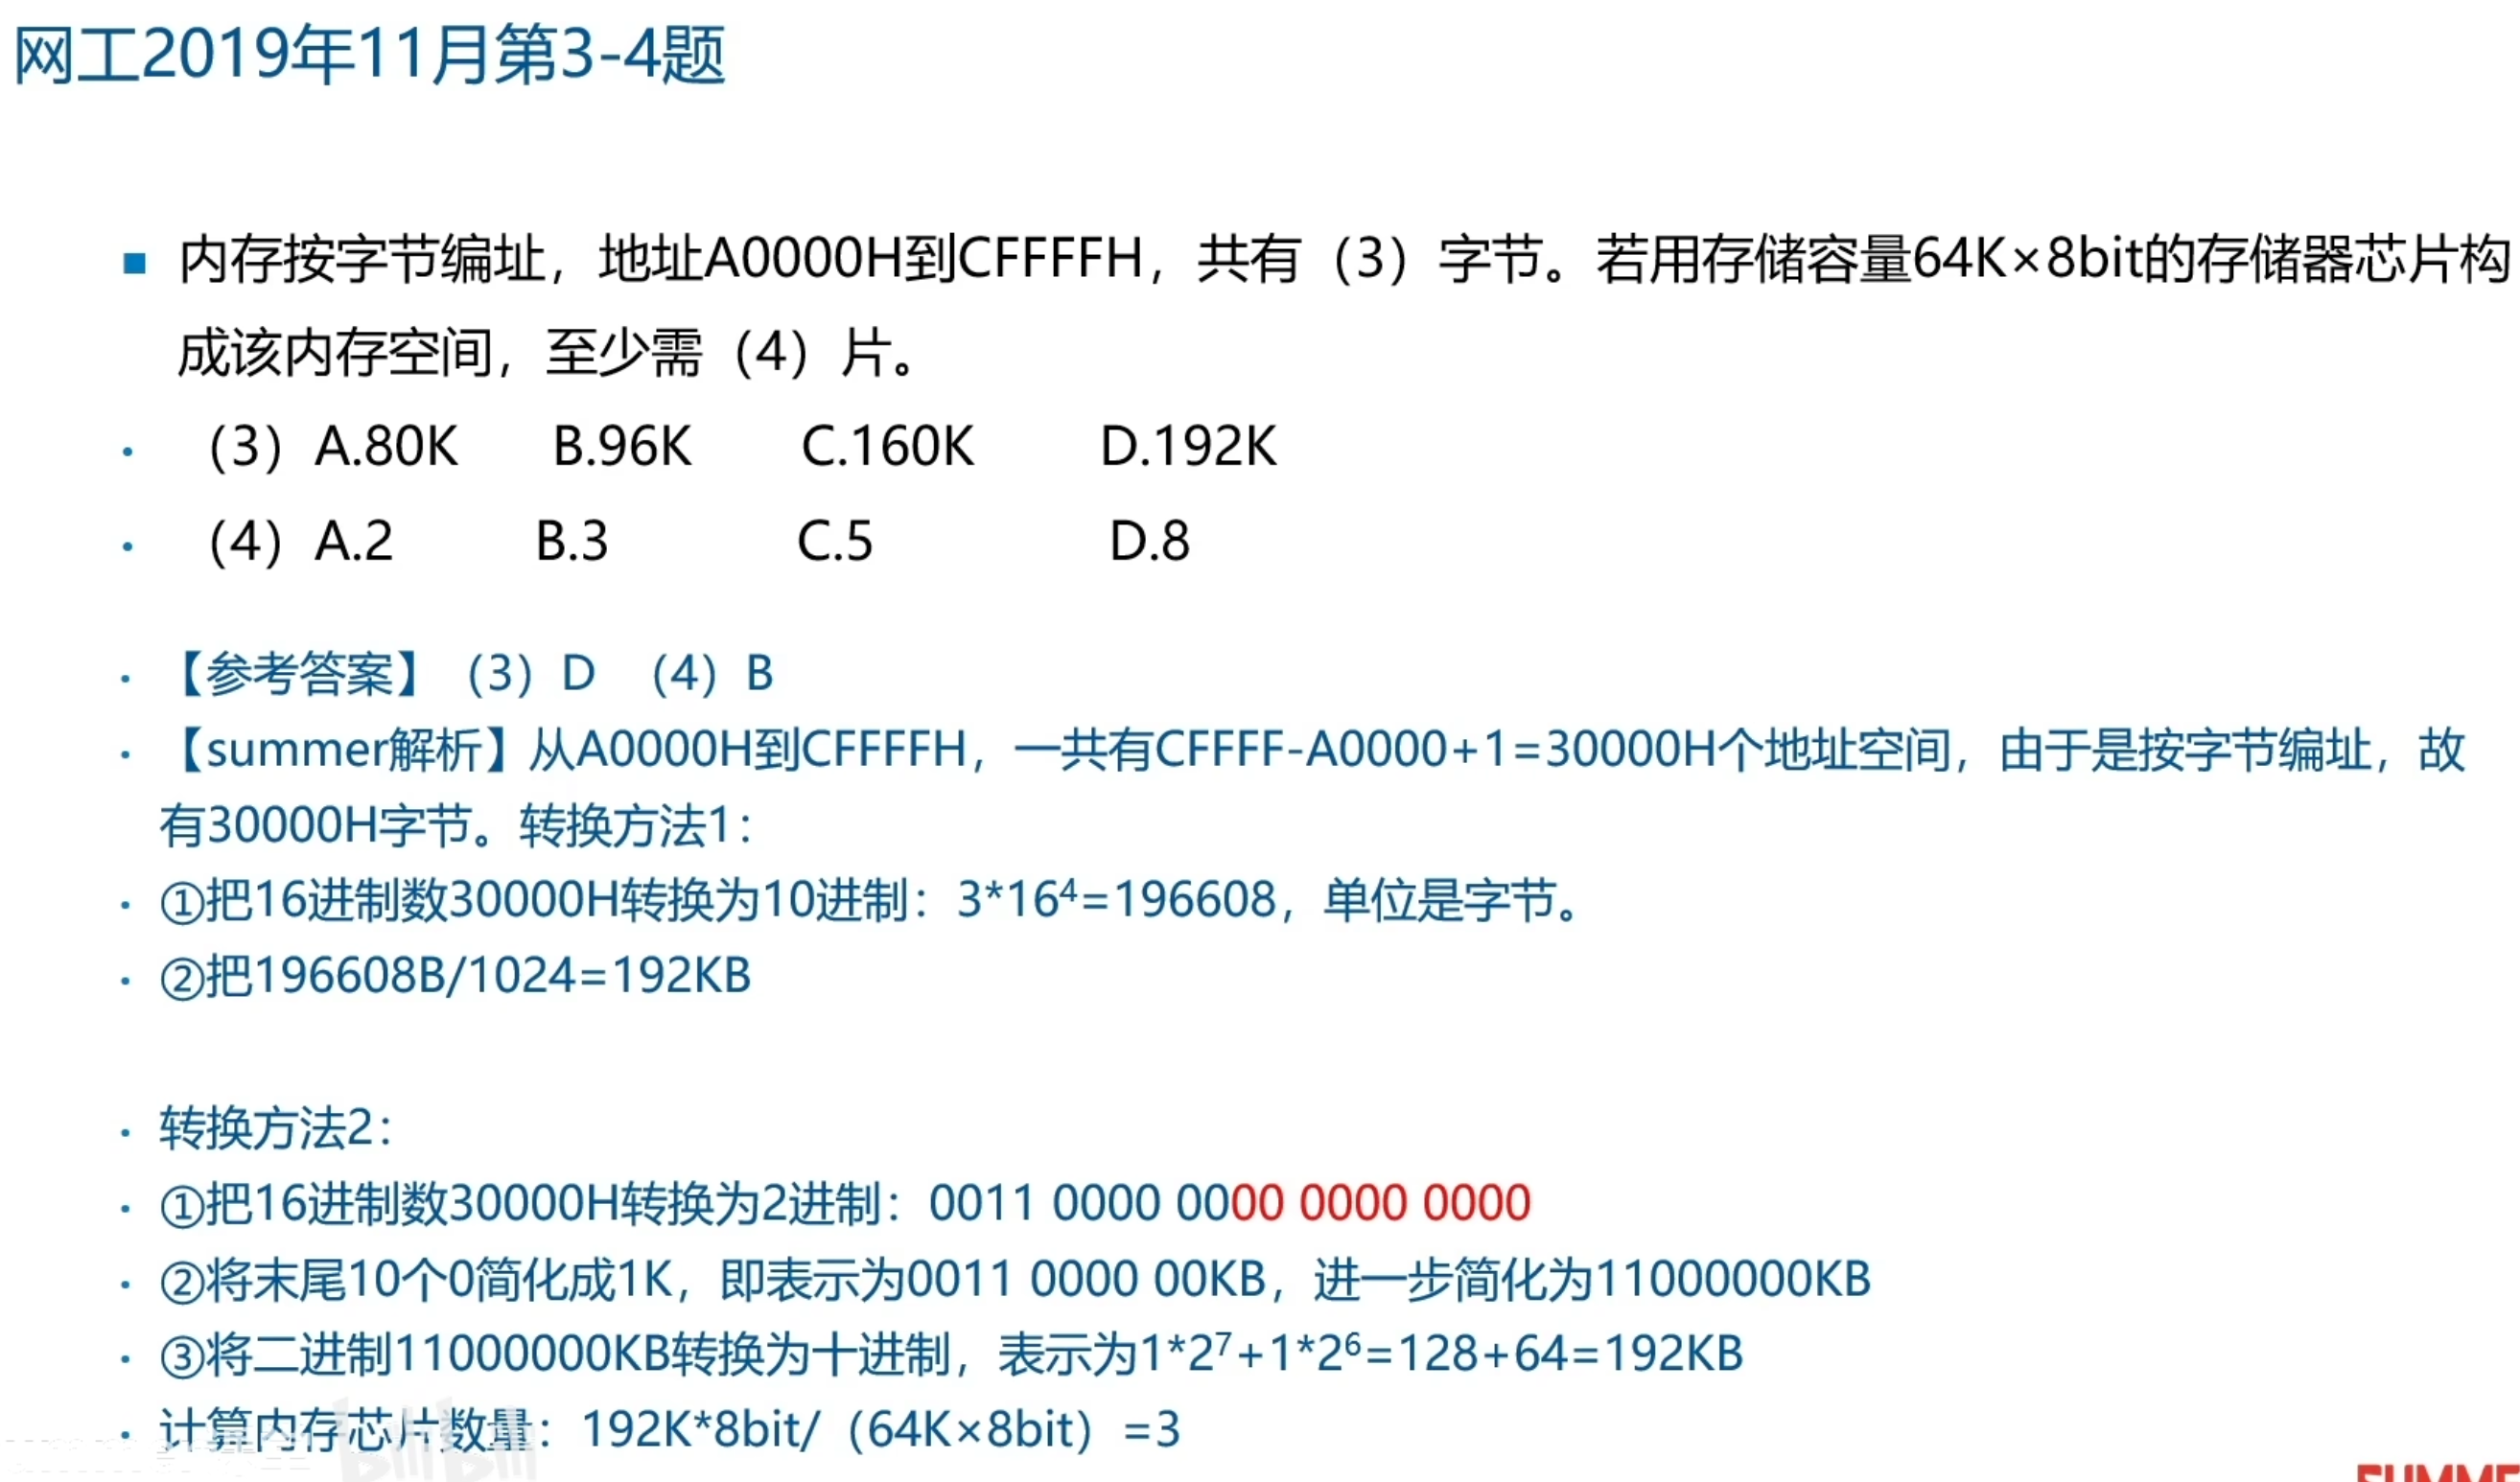 网工2019年11月第3-4题
■ 内存按字节编址，地址A0000H到CFFFFH，共有（3）字节。若用存储容量64K×8bit的存储器芯片构
成该内存空间，至少需（4）片。
• （3）A.80K B.96K C.160K D.192K
• （4）A.2 B.3 C.5 D.8
• 【参考答案】（3）D （4）B
• 【summer解析】从A0000H到CFFFFH，一共有CFFFF-A0000+1=30000H个地址空间，由于是按字节编址，故
有30000H字节。转换方法1：
• ①把16进制数30000H转换为10进制：3*16⁴=196608，单位是字节。
• ②把196608B/1024=192KB
• 转换方法2：
• ①把16进制数30000H转换为2进制：0011 0000 0000 0000 0000
• ②将末尾10个0简化成1K，即表示为0011 0000 00KB，进一步简化为11000000KB
• ③将二进制11000000KB转换为十进制，表示为1*2⁷+1*2⁶=128+64=192KB
• 计算内存芯片数量：192K*8bit/（64K×8bit）=3
bilibili